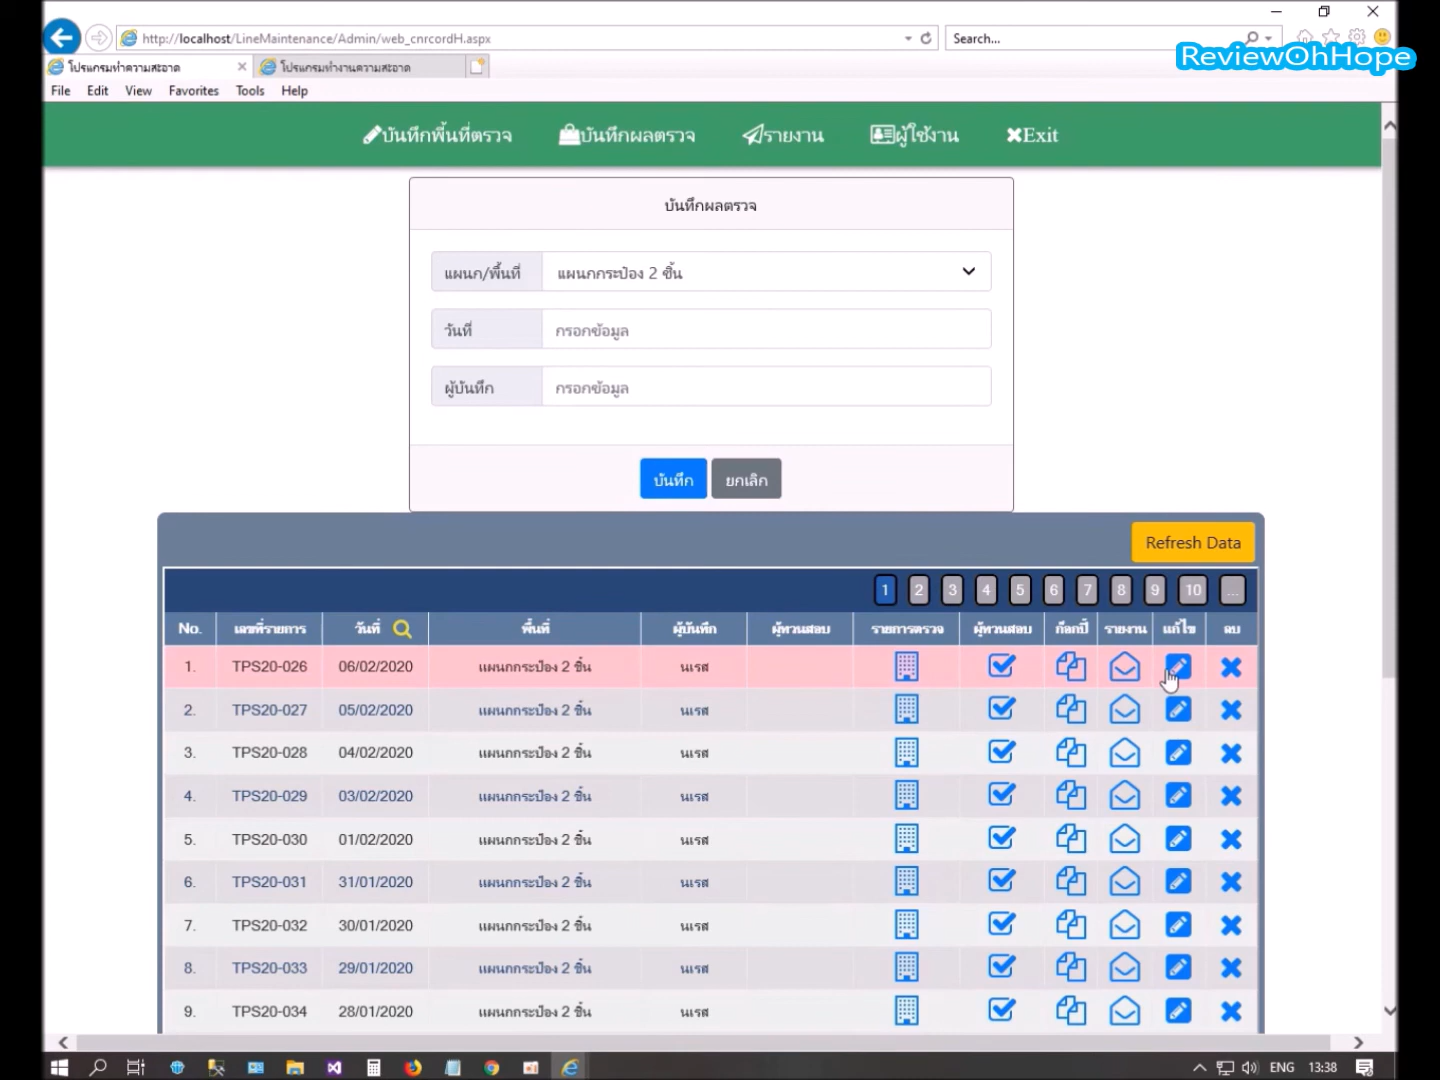 http://localhost/LineMaintenance/Admin/web_cnrcordH.aspx
Search...
ReviewOhHope
โปรแกรมทำความสะอาด
โปรแกรมทำงานความสะอาด
File Edit View Favorites Tools Help
บันทึกพื้นที่ตรวจ บันทึกผลตรวจ รายงาน ผู้ใช้งาน Exit
บันทึกผลตรวจ
แผนก/พื้นที่ แผนกกระป๋อง 2 ชิ้น
วันที่ กรอกข้อมูล
ผู้บันทึก กรอกข้อมูล
บันทึก ยกเลิก
Refresh Data
1 2 3 4 5 6 7 8 9 10 ...
No. เลขที่รายการ วันที่ พื้นที่ ผู้บันทึก ผู้ทวนสอบ รายการตรวจ ผู้ทวนสอบ ก็อกปี้ รายงาน แก้ไข ลบ
1. TPS20-026 06/02/2020 แผนกกระป๋อง 2 ชิ้น นเรศ
2. TPS20-027 05/02/2020 แผนกกระป๋อง 2 ชิ้น นเรศ
3. TPS20-028 04/02/2020 แผนกกระป๋อง 2 ชิ้น นเรศ
4. TPS20-029 03/02/2020 แผนกกระป๋อง 2 ชิ้น นเรศ
5. TPS20-030 01/02/2020 แผนกกระป๋อง 2 ชิ้น นเรศ
6. TPS20-031 31/01/2020 แผนกกระป๋อง 2 ชิ้น นเรศ
7. TPS20-032 30/01/2020 แผนกกระป๋อง 2 ชิ้น นเรศ
8. TPS20-033 29/01/2020 แผนกกระป๋อง 2 ชิ้น นเรศ
9. TPS20-034 28/01/2020 แผนกกระป๋อง 2 ชิ้น นเรศ
ENG 13:38